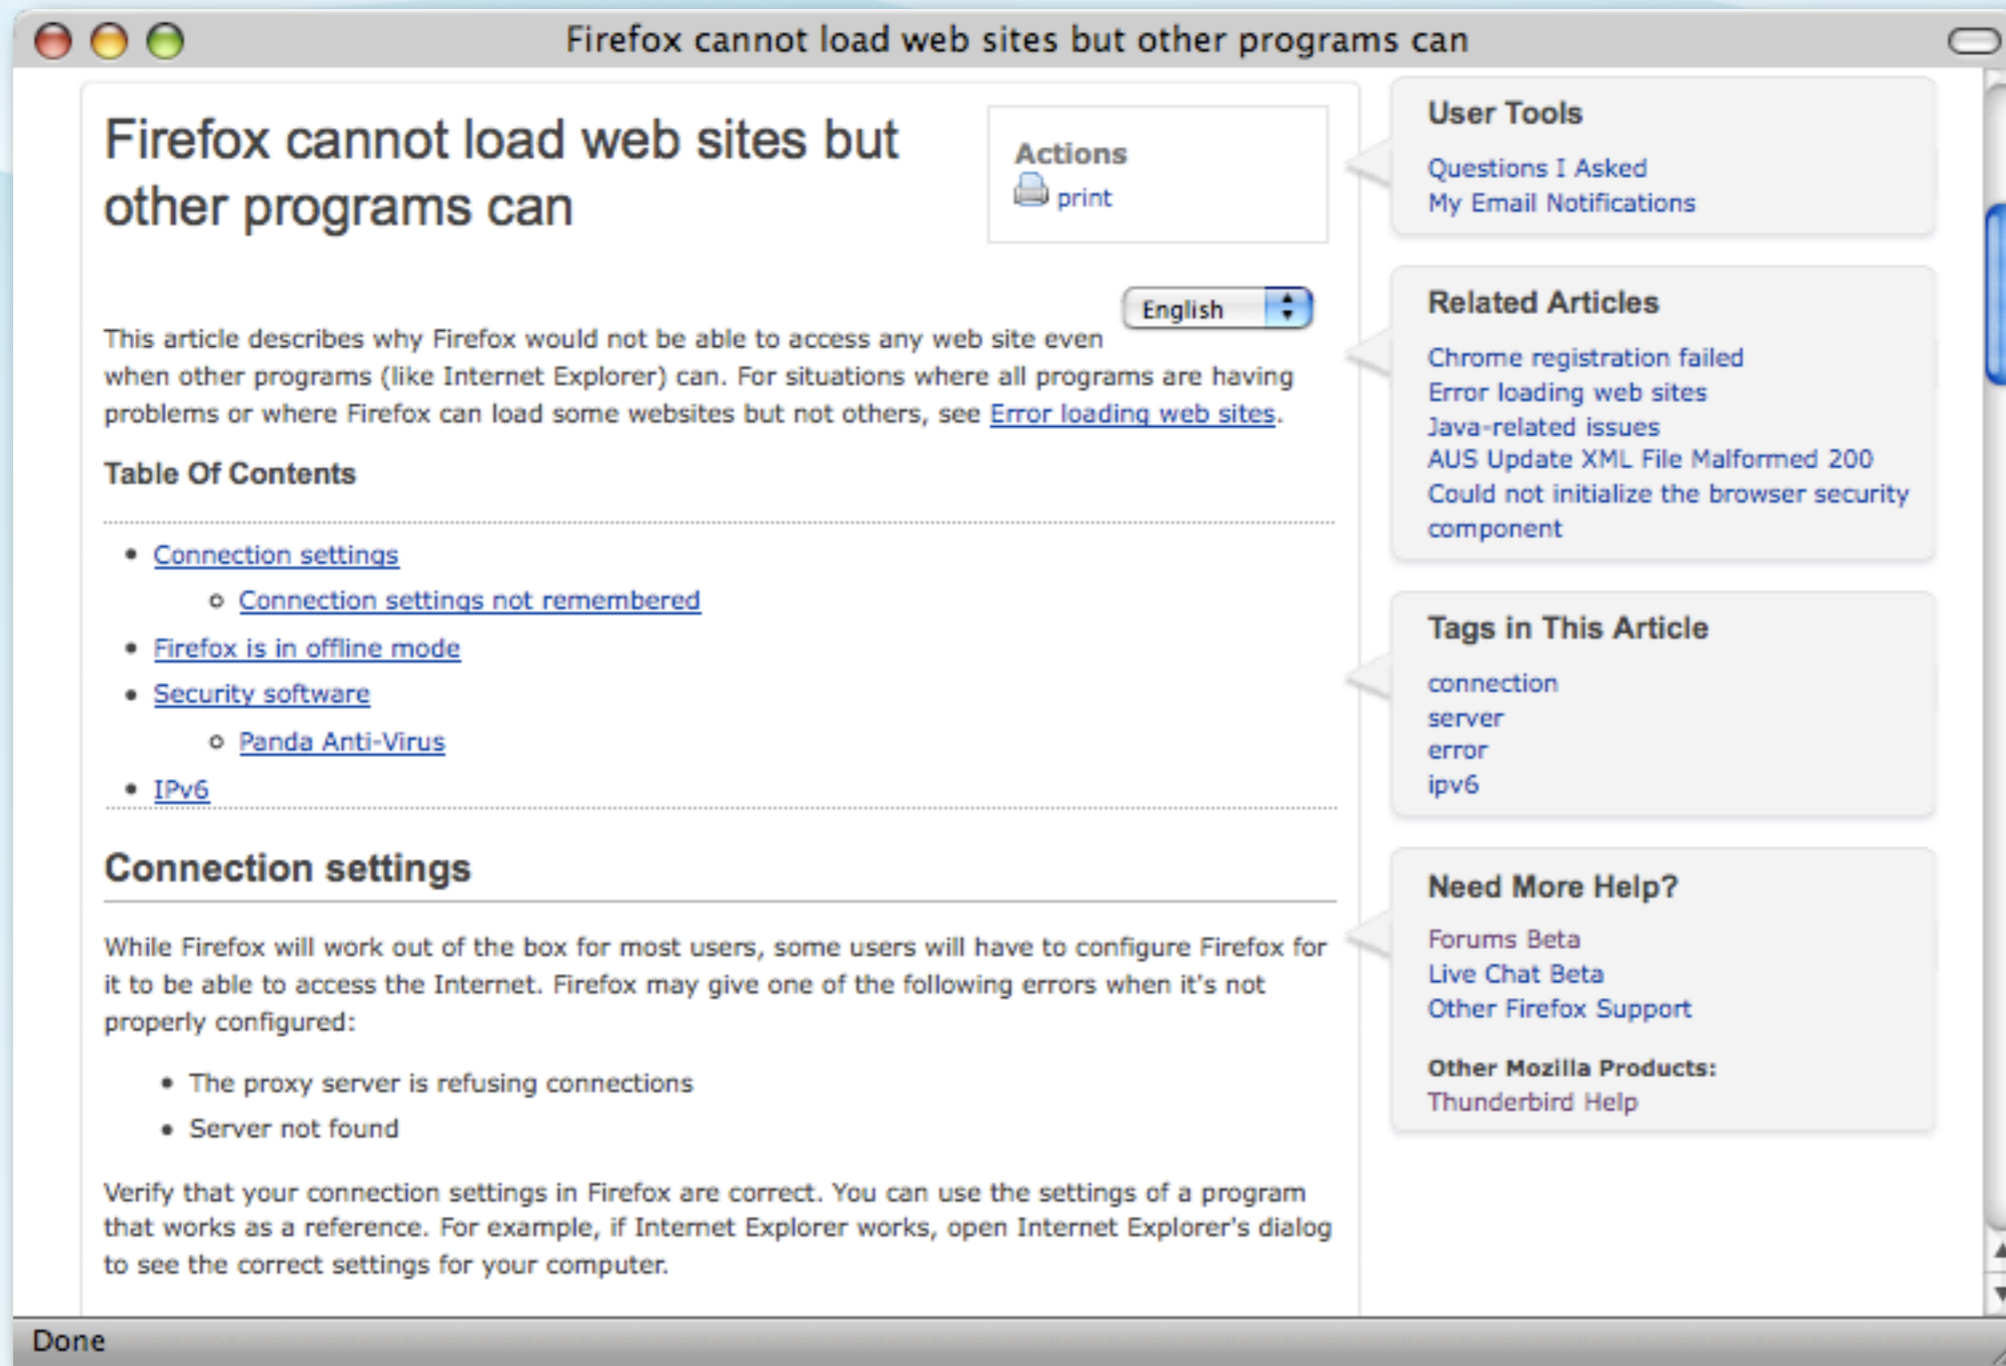 Firefox cannot load web sites but other programs can
Firefox cannot load web sites but
other programs can
Actions
print
English
This article describes why Firefox would not be able to access any web site even
when other programs (like Internet Explorer) can. For situations where all programs are having
problems or where Firefox can load some websites but not others, see Error loading web sites.
Table Of Contents
• Connection settings
○ Connection settings not remembered
• Firefox is in offline mode
• Security software
○ Panda Anti-Virus
• IPv6
Connection settings
While Firefox will work out of the box for most users, some users will have to configure Firefox for
it to be able to access the Internet. Firefox may give one of the following errors when it's not
properly configured:
• The proxy server is refusing connections
• Server not found
Verify that your connection settings in Firefox are correct. You can use the settings of a program
that works as a reference. For example, if Internet Explorer works, open Internet Explorer's dialog
to see the correct settings for your computer.
User Tools
Questions I Asked
My Email Notifications
Related Articles
Chrome registration failed
Error loading web sites
Java-related issues
AUS Update XML File Malformed 200
Could not initialize the browser security
component
Tags in This Article
connection
server
error
ipv6
Need More Help?
Forums Beta
Live Chat Beta
Other Firefox Support
Other Mozilla Products:
Thunderbird Help
Done